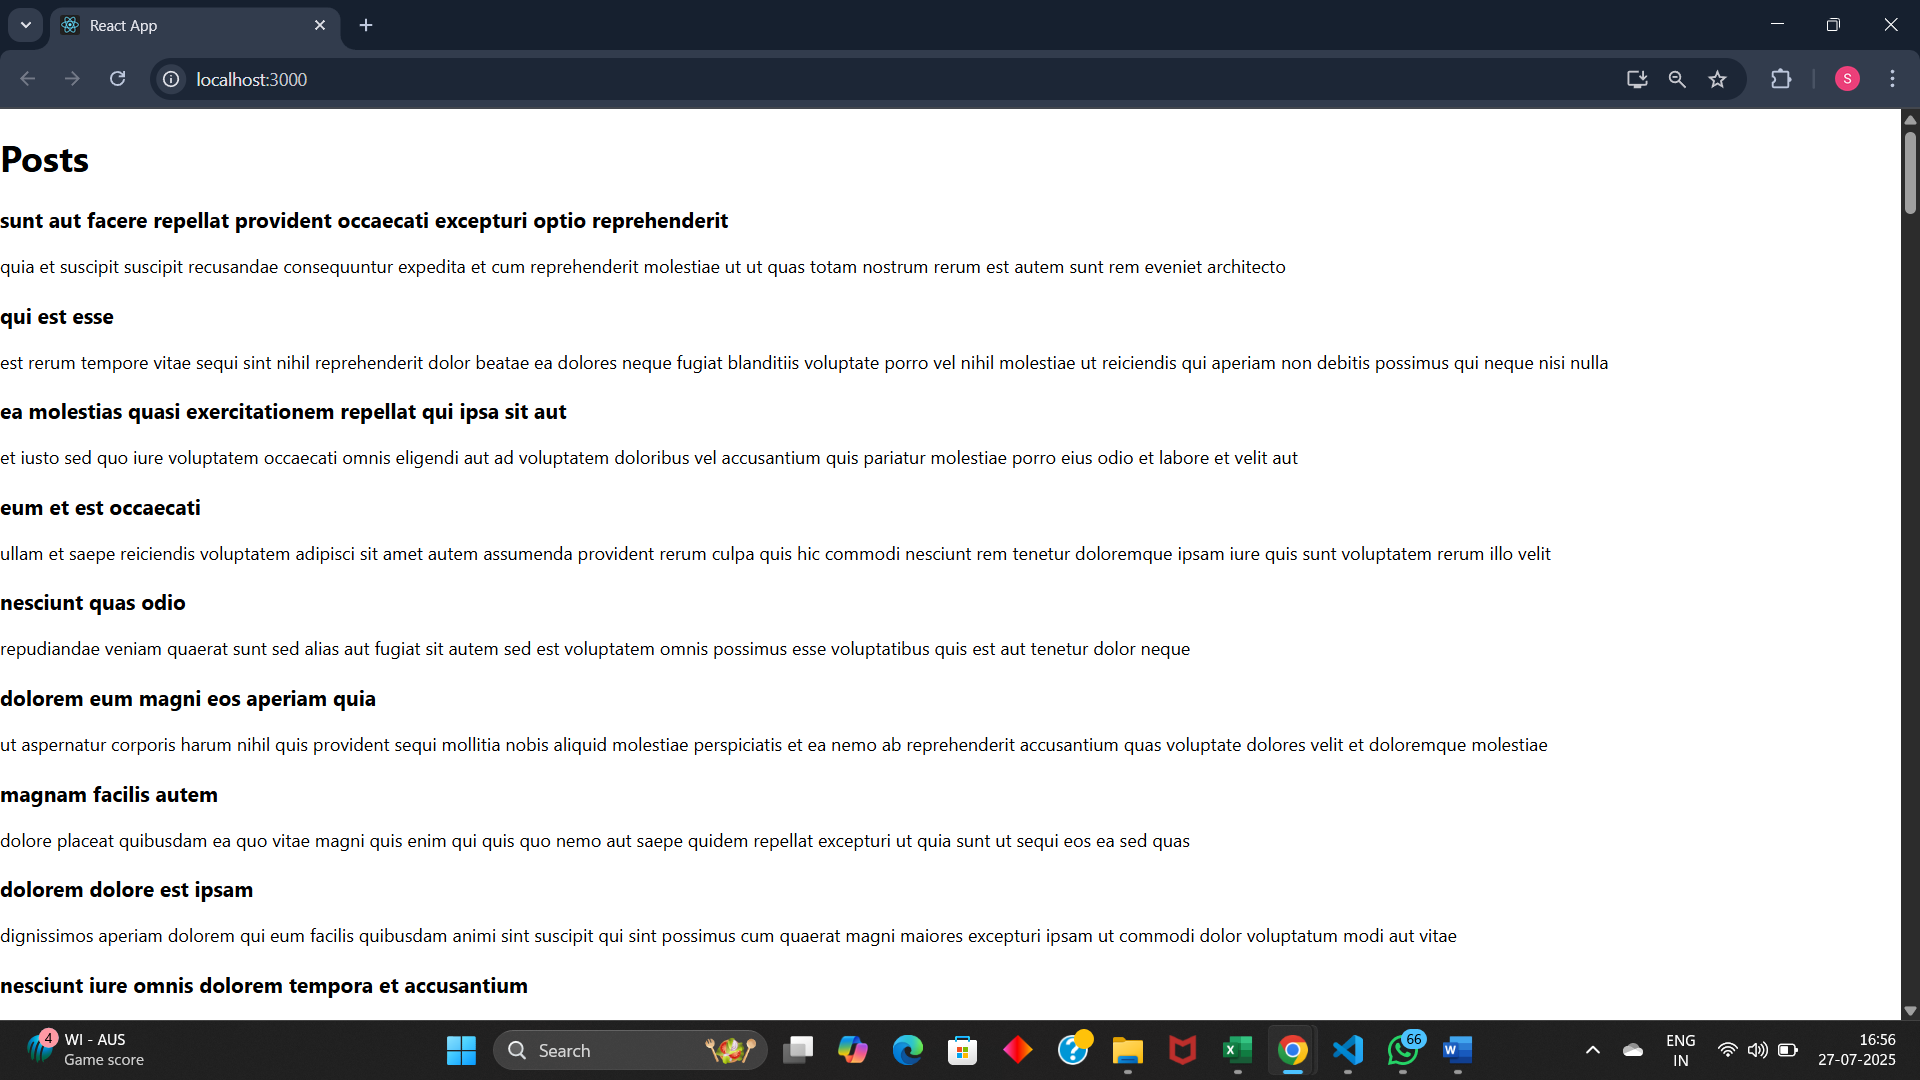 React App
localhost:3000
S
Posts
sunt aut facere repellat provident occaecati excepturi optio reprehenderit
quia et suscipit suscipit recusandae consequuntur expedita et cum reprehenderit molestiae ut ut quas totam nostrum rerum est autem sunt rem eveniet architecto
qui est esse
est rerum tempore vitae sequi sint nihil reprehenderit dolor beatae ea dolores neque fugiat blanditiis voluptate porro vel nihil molestiae ut reiciendis qui aperiam non debitis possimus qui neque nisi nulla
ea molestias quasi exercitationem repellat qui ipsa sit aut
et iusto sed quo iure voluptatem occaecati omnis eligendi aut ad voluptatem doloribus vel accusantium quis pariatur molestiae porro eius odio et labore et velit aut
eum et est occaecati
ullam et saepe reiciendis voluptatem adipisci sit amet autem assumenda provident rerum culpa quis hic commodi nesciunt rem tenetur doloremque ipsam iure quis sunt voluptatem rerum illo velit
nesciunt quas odio
repudiandae veniam quaerat sunt sed alias aut fugiat sit autem sed est voluptatem omnis possimus esse voluptatibus quis est aut tenetur dolor neque
dolorem eum magni eos aperiam quia
ut aspernatur corporis harum nihil quis provident sequi mollitia nobis aliquid molestiae perspiciatis et ea nemo ab reprehenderit accusantium quas voluptate dolores velit et doloremque molestiae
magnam facilis autem
dolore placeat quibusdam ea quo vitae magni quis enim qui quis quo nemo aut saepe quidem repellat excepturi ut quia sunt ut sequi eos ea sed quas
dolorem dolore est ipsam
dignissimos aperiam dolorem qui eum facilis quibusdam animi sint suscipit qui sint possimus cum quaerat magni maiores excepturi ipsam ut commodi dolor voluptatum modi aut vitae
nesciunt iure omnis dolorem tempora et accusantium
4
WI - AUS
Game score
Search
66
ENG
IN
16:56
27-07-2025